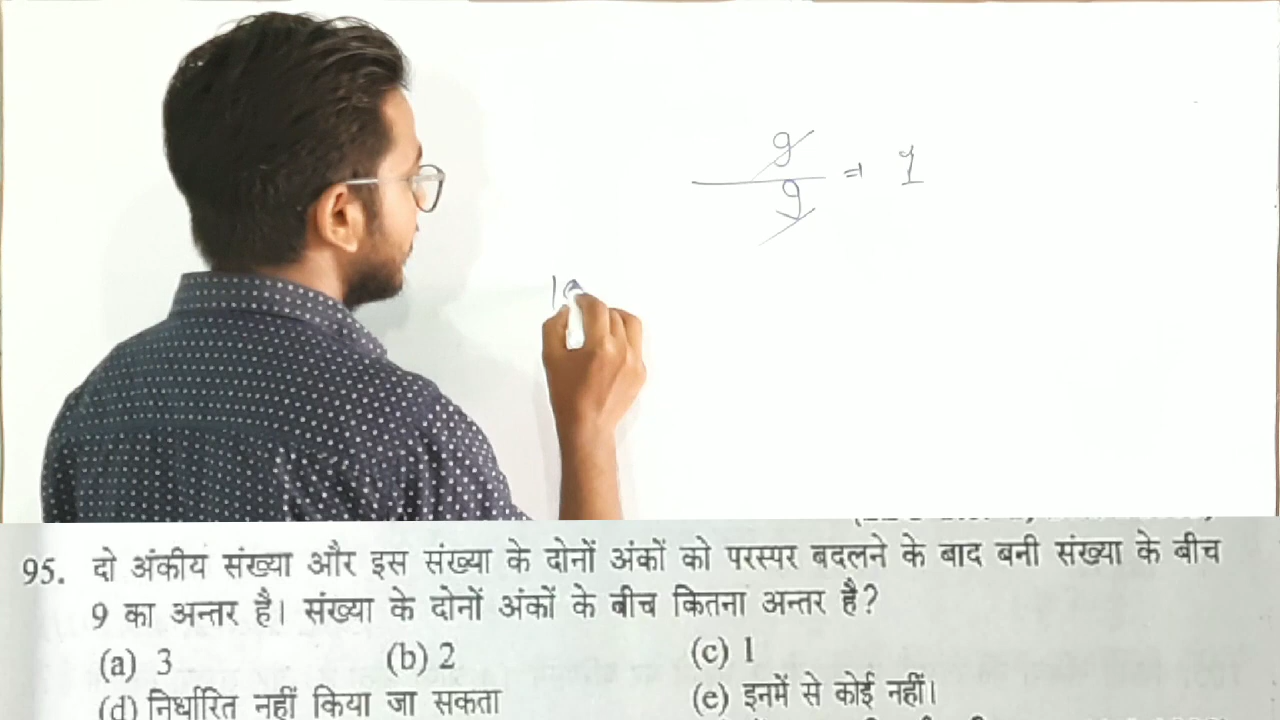 9
9 = 1
95. दो अंकीय संख्या और इस संख्या के दोनों अंकों को परस्पर बदलने के बाद बनी संख्या के बीच
9 का अन्तर है। संख्या के दोनों अंकों के बीच कितना अन्तर है?
(a) 3 (b) 2 (c) 1
(d) निर्धारित नहीं किया जा सकता (e) इनमें से कोई नहीं।